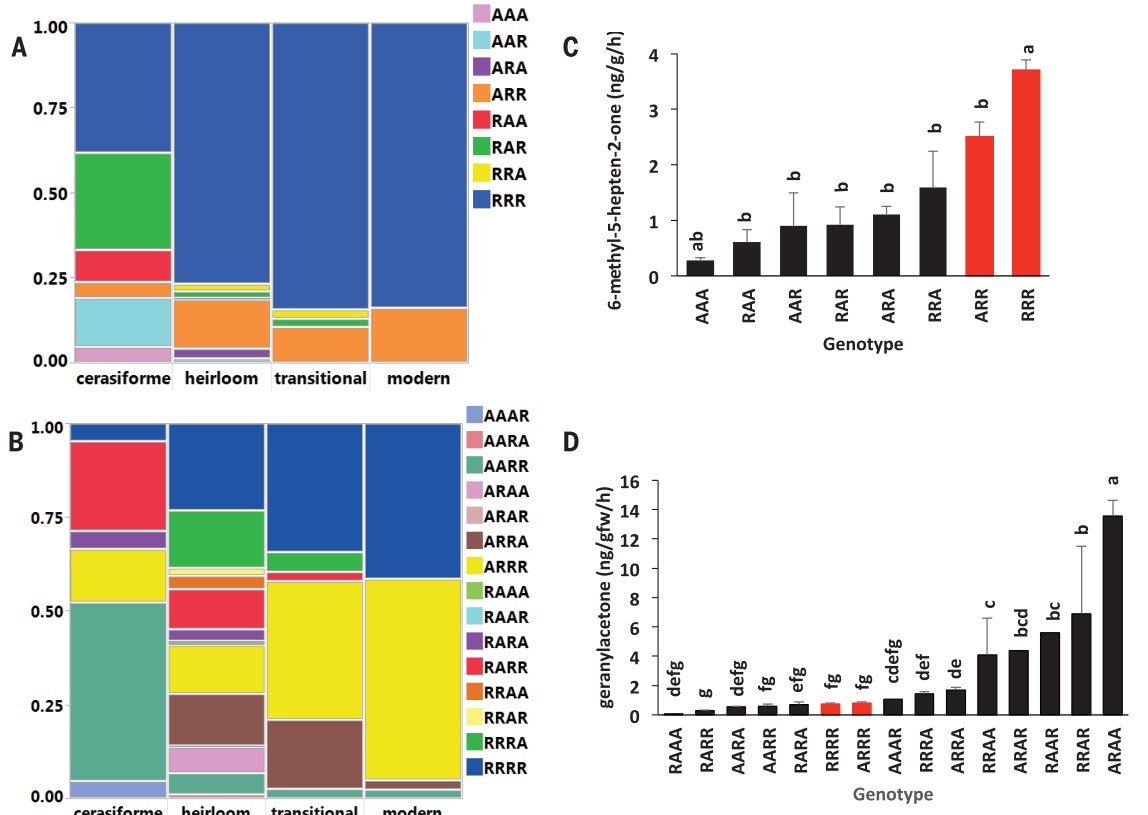 A
1.00
0.75
0.50
0.25
0.00
cerasiforme heirloom transitional modern
AAA
AAR
ARA
ARR
RAA
RAR
RRA
RRR
C
6-methyl-5-hepten-2-one (ng/g/h)
4
3
2
1
0
ab b b b b b b a
AAA RAA AAR RAR ARA RRA ARR RRR
Genotype
B
1.00
0.75
0.50
0.25
0.00
cerasiforme heirloom transitional modern
AAAR
AARA
AARR
ARAA
ARAR
ARRA
ARRR
RAAA
RAAR
RARA
RARR
RRAA
RRAR
RRRA
RRRR
D
geranylacetone (ng/gfw/h)
16
14
12
10
8
6
4
2
0
defg g defg fg efg fg fg cdefg def de c bcd bc b a
RAAA RARR AARA AARR RARA RRRR ARRR AAAR RRRA ARRA RRAA ARAR RAAR RRAR ARAA
Genotype